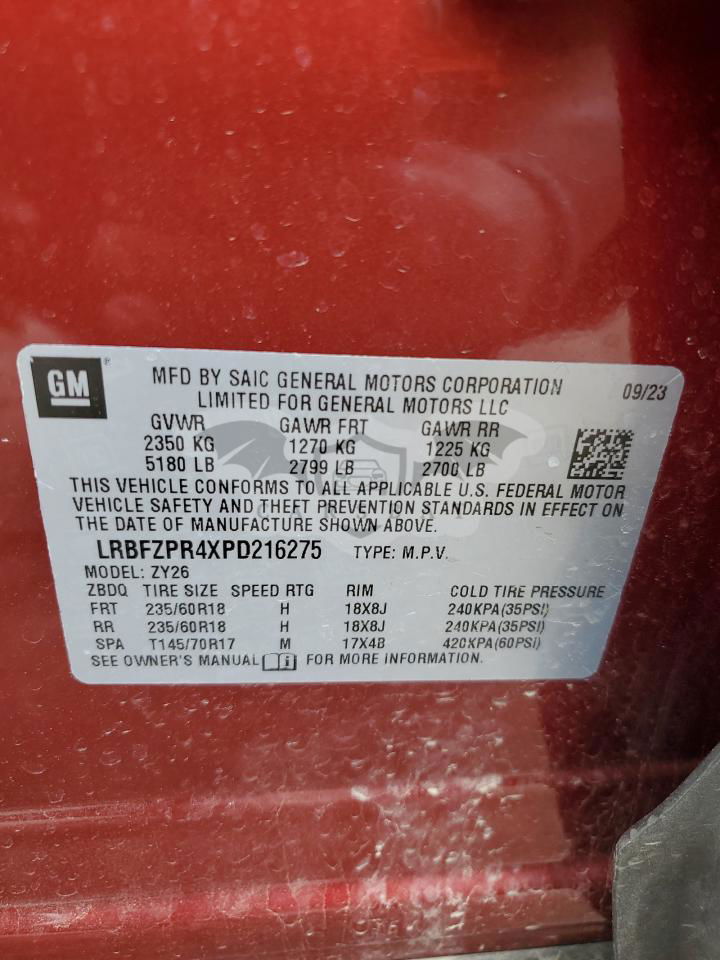 GM
MFD BY SAIC GENERAL MOTORS CORPORATION
LIMITED FOR GENERAL MOTORS LLC
09/23
GVWR GAWR FRT GAWR RR
2350 KG 1270 KG 1225 KG
5180 LB 2799 LB 2700 LB
THIS VEHICLE CONFORMS TO ALL APPLICABLE U.S. FEDERAL MOTOR
VEHICLE SAFETY AND THEFT PREVENTION STANDARDS IN EFFECT ON
THE DATE OF MANUFACTURE SHOWN ABOVE.
LRBFZPR4XPD216275 TYPE: M.P.V.
MODEL: ZY26
ZBDQ TIRE SIZE SPEED RTG RIM COLD TIRE PRESSURE
FRT 235/60R18 H 18X8J 240KPA(35PSI)
RR 235/60R18 H 18X8J 240KPA(35PSI)
SPA T145/70R17 M 17X4B 420KPA(60PSI)
SEE OWNER'S MANUAL FOR MORE INFORMATION.